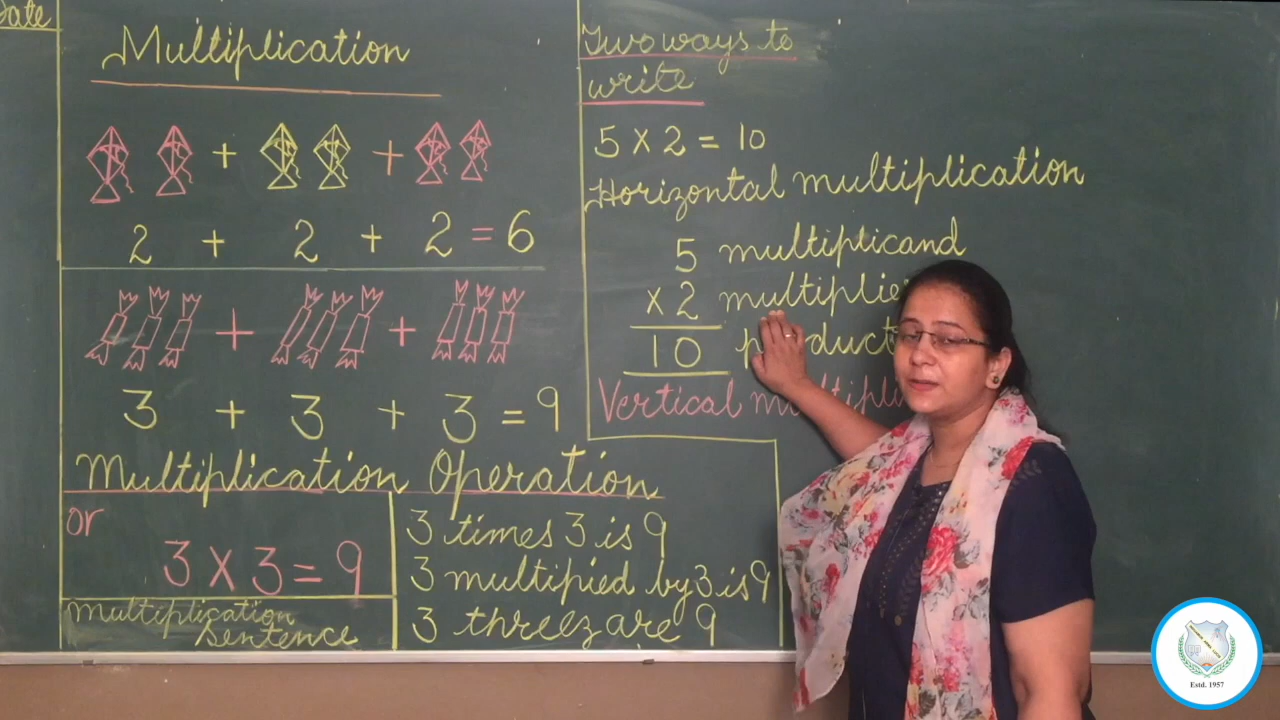 Date
Multiplication
+ +
2 + 2 + 2 = 6
+ +
3 + 3 + 3 = 9
Multiplication Operation
or
3 X 3 = 9
Multiplication
Sentence
3 times 3 is 9
3 multipied by 3 is 9
3 threez are 9
Two ways to
write
5 X 2 = 10
Horizontal multiplication
5 multiplicand
X 2
10 product
Vertical
Estd. 1957